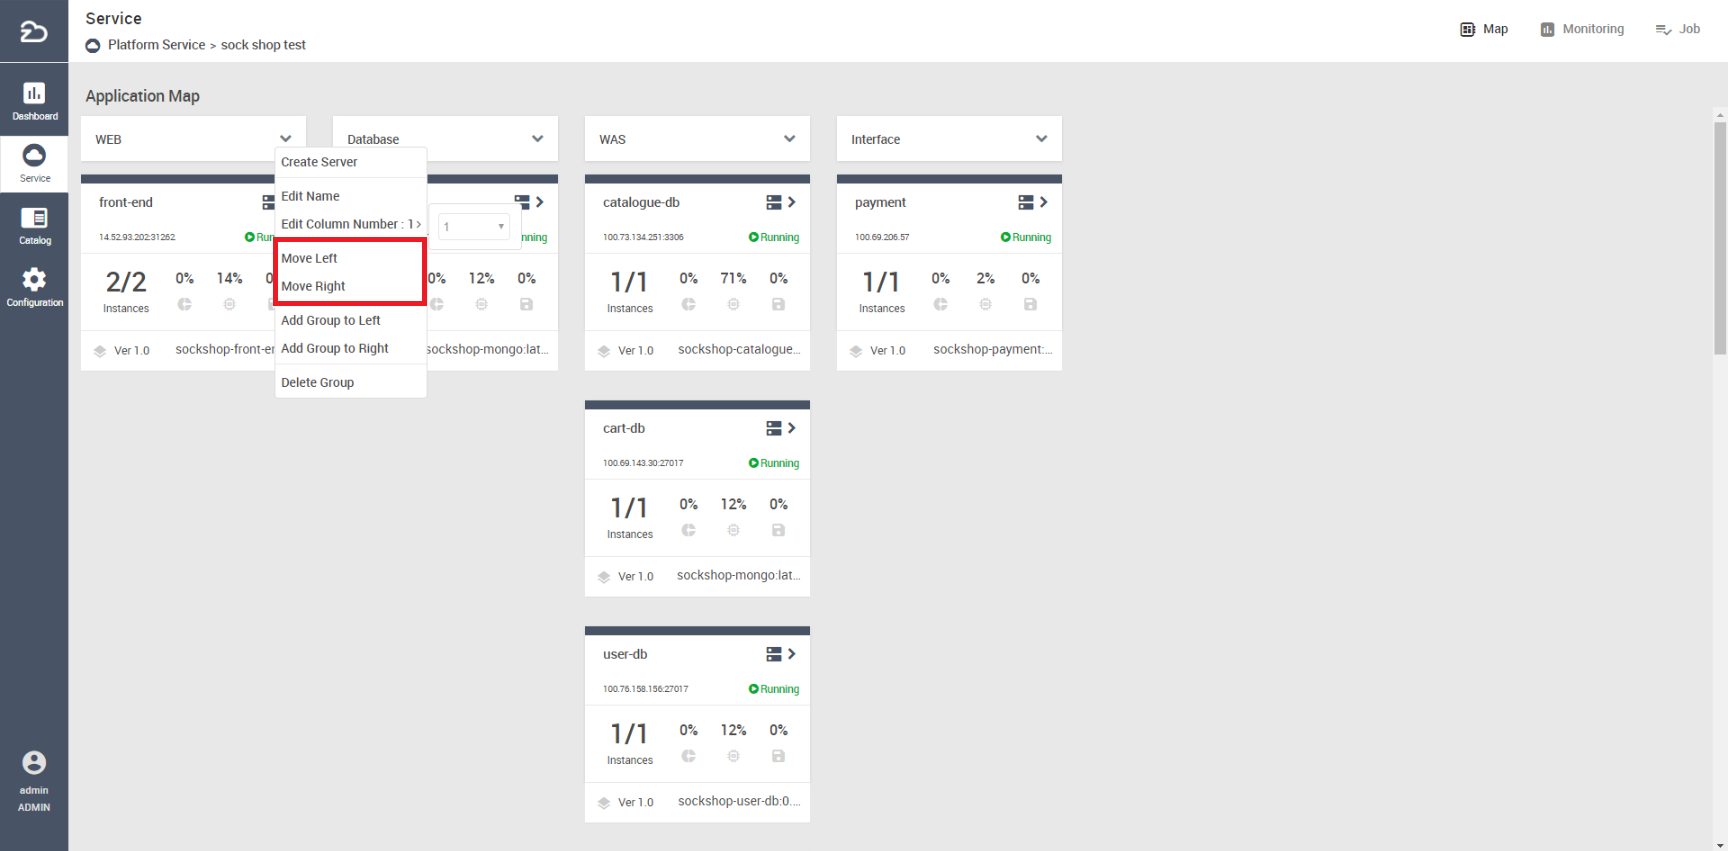 Service
Platform Service > sock shop test
Map
Monitoring
Job
Dashboard
Service
Catalog
Configuration
admin
ADMIN
Application Map
WEB
Database
WAS
Interface
Create Server
Edit Name
Edit Column Number : 1 >
1
Move Left
Move Right
Add Group to Left
Add Group to Right
Delete Group
front-end
14.52.93.202:31262
2/2
Instances
0%
14%
Ver 1.0
0%
12%
0%
sockshop-mongo:lat...
catalogue-db
100.73.134.251:3306
Running
1/1
Instances
0%
71%
0%
Ver 1.0
sockshop-catalogue...
payment
100.69.206.57
Running
1/1
Instances
0%
2%
0%
Ver 1.0
sockshop-payment:...
cart-db
100.69.143.30:27017
Running
1/1
Instances
0%
12%
0%
Ver 1.0
sockshop-mongo:lat...
user-db
100.76.158.156:27017
Running
1/1
Instances
0%
12%
0%
Ver 1.0
sockshop-user-db:0....